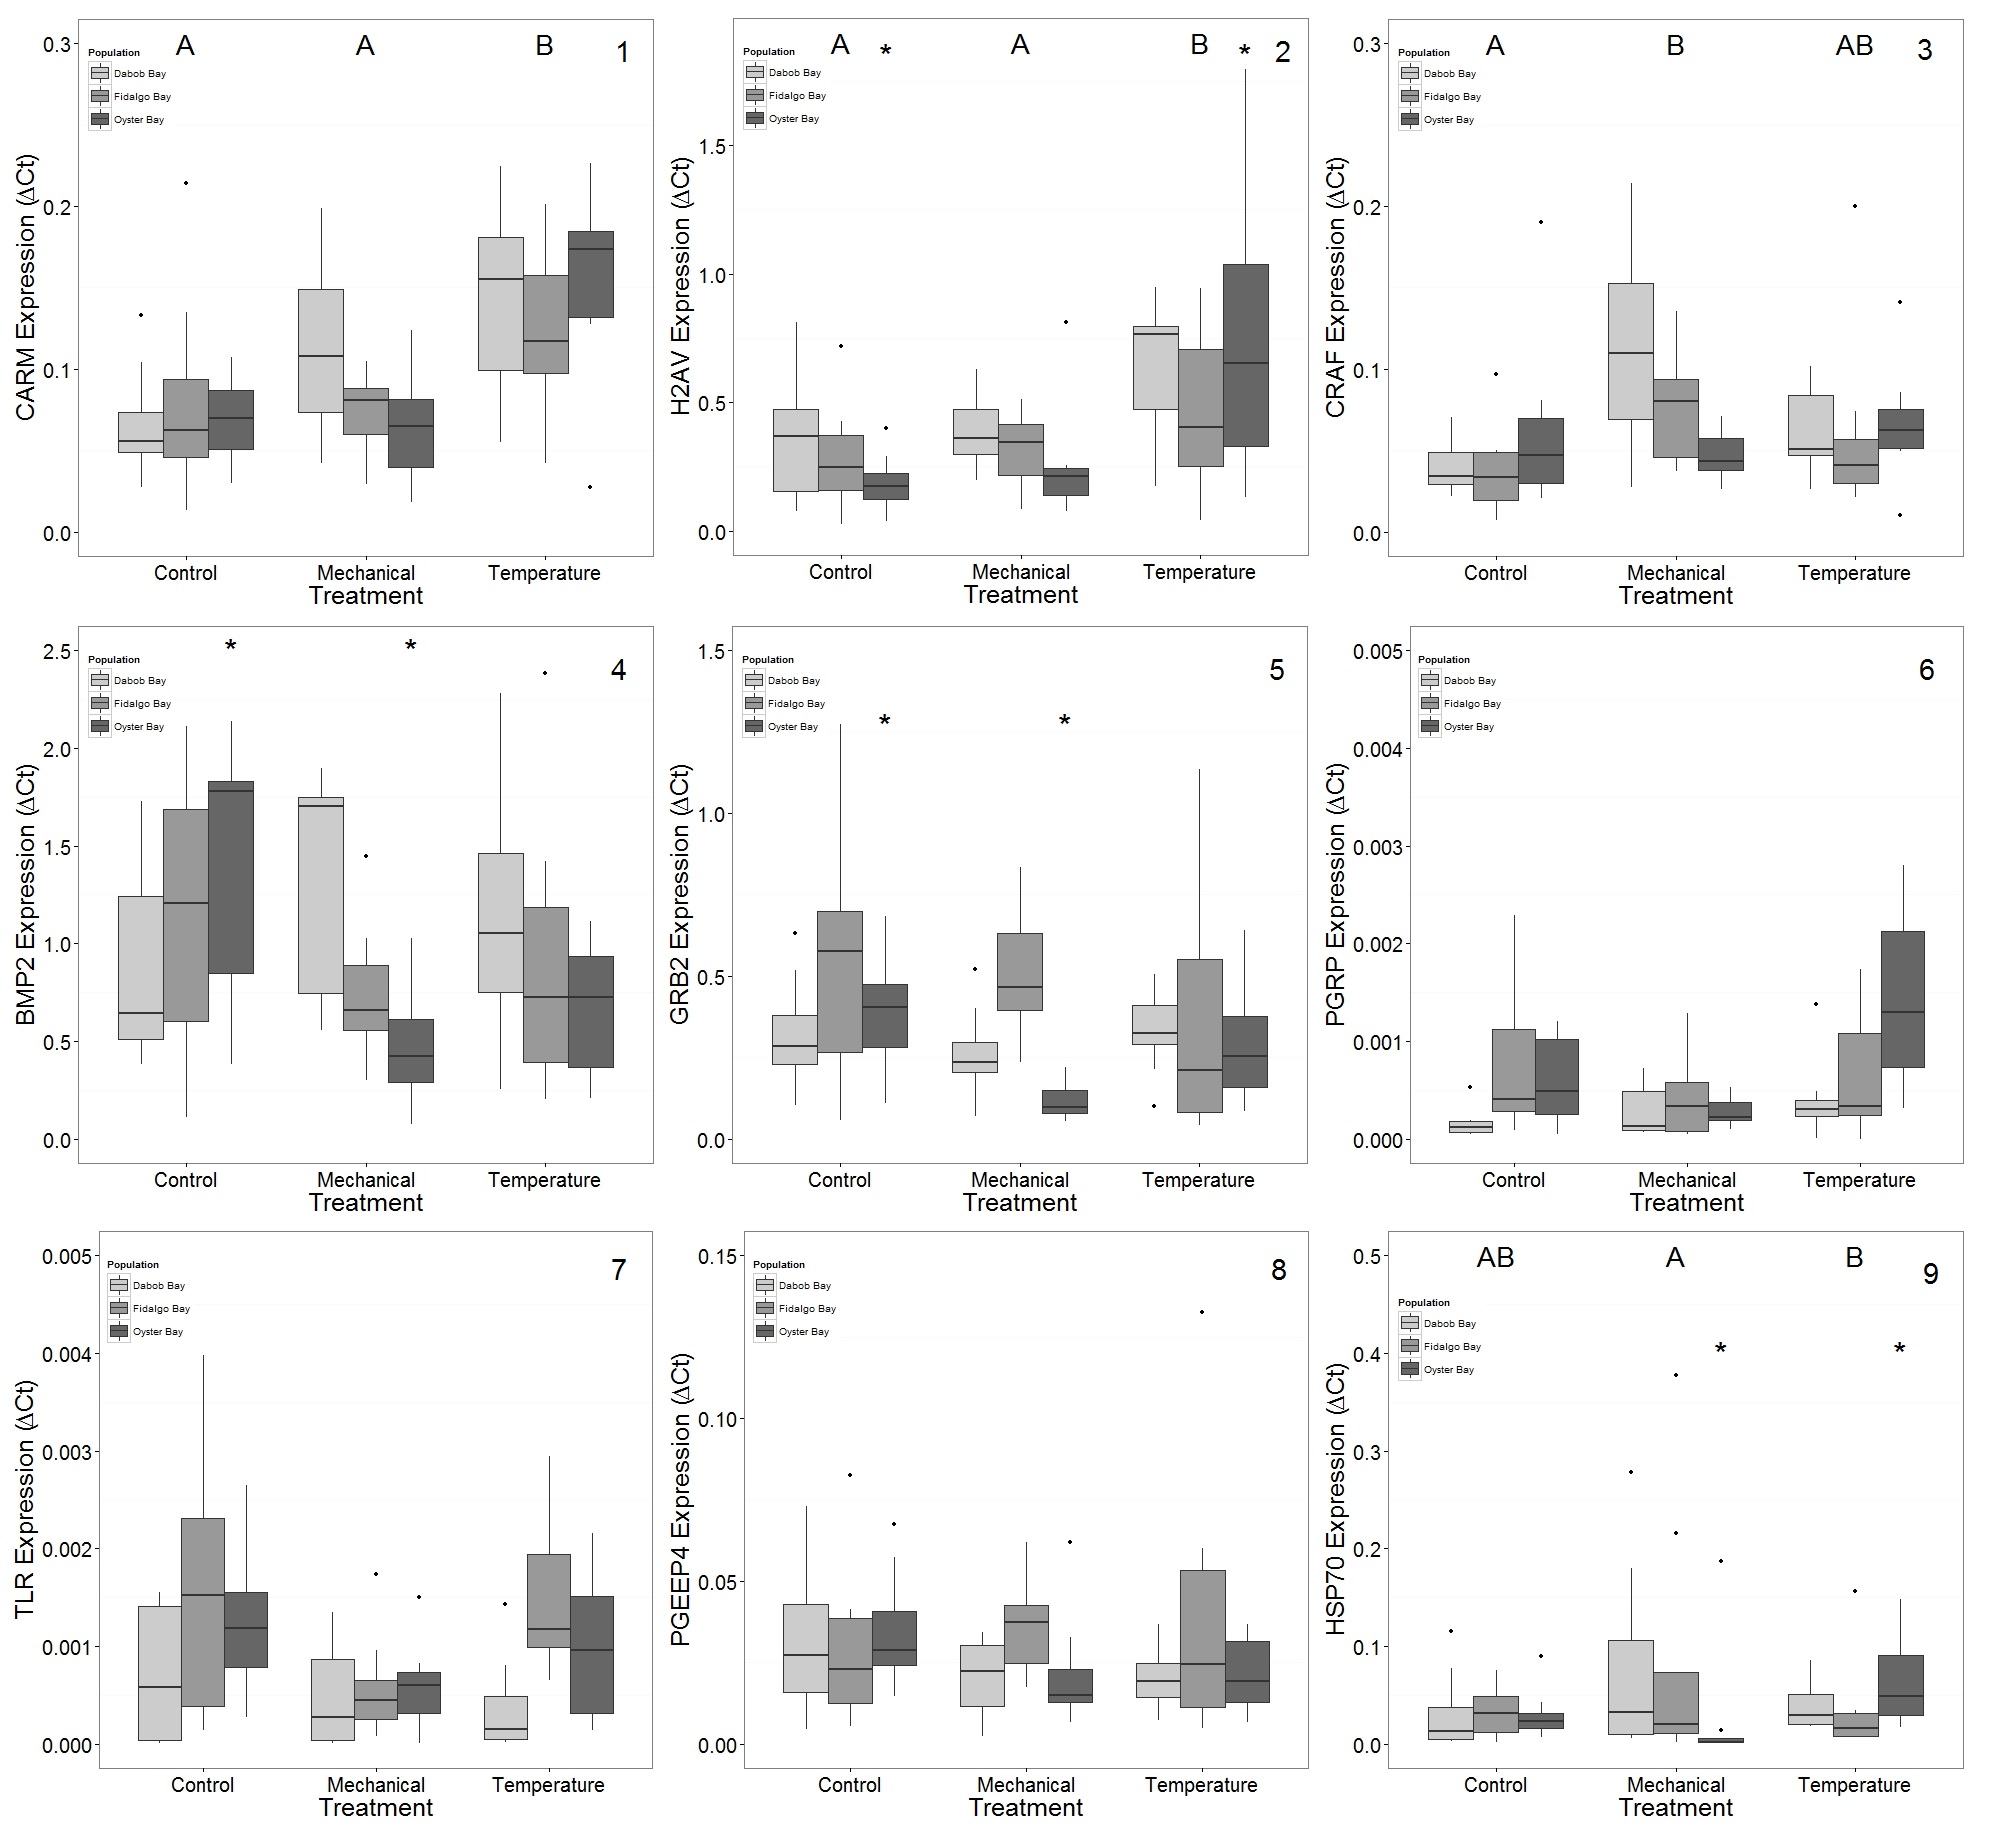 0.3
A
A
B
1
Population
Dabob Bay
Fidalgo Bay
Oyster Bay
0.2
0.1
0.0
CARM Expression (ΔCt)
Control
Mechanical
Temperature
Treatment
A
*
A
B
*
2
Population
Dabob Bay
Fidalgo Bay
Oyster Bay
1.5
1.0
0.5
0.0
H2AV Expression (ΔCt)
Control
Mechanical
Temperature
Treatment
0.3
A
B
AB
3
Population
Dabob Bay
Fidalgo Bay
Oyster Bay
0.2
0.1
0.0
CRAF Expression (ΔCt)
Control
Mechanical
Temperature
Treatment
2.5
*
*
4
Population
Dabob Bay
Fidalgo Bay
Oyster Bay
2.0
1.5
1.0
0.5
0.0
BMP2 Expression (ΔCt)
Control
Mechanical
Temperature
Treatment
1.5
5
Population
Dabob Bay
Fidalgo Bay
Oyster Bay
*
*
1.0
0.5
0.0
GRB2 Expression (ΔCt)
Control
Mechanical
Temperature
Treatment
0.005
6
Population
Dabob Bay
Fidalgo Bay
Oyster Bay
0.004
0.003
0.002
0.001
0.000
PGRP Expression (ΔCt)
Control
Mechanical
Temperature
Treatment
0.005
7
Population
Dabob Bay
Fidalgo Bay
Oyster Bay
0.004
0.003
0.002
0.001
0.000
TLR Expression (ΔCt)
Control
Mechanical
Temperature
Treatment
0.15
8
Population
Dabob Bay
Fidalgo Bay
Oyster Bay
0.10
0.05
0.00
PGEEP4 Expression (ΔCt)
Control
Mechanical
Temperature
Treatment
0.5
AB
A
B
9
Population
Dabob Bay
Fidalgo Bay
Oyster Bay
0.4
*
*
0.3
0.2
0.1
0.0
HSP70 Expression (ΔCt)
Control
Mechanical
Temperature
Treatment